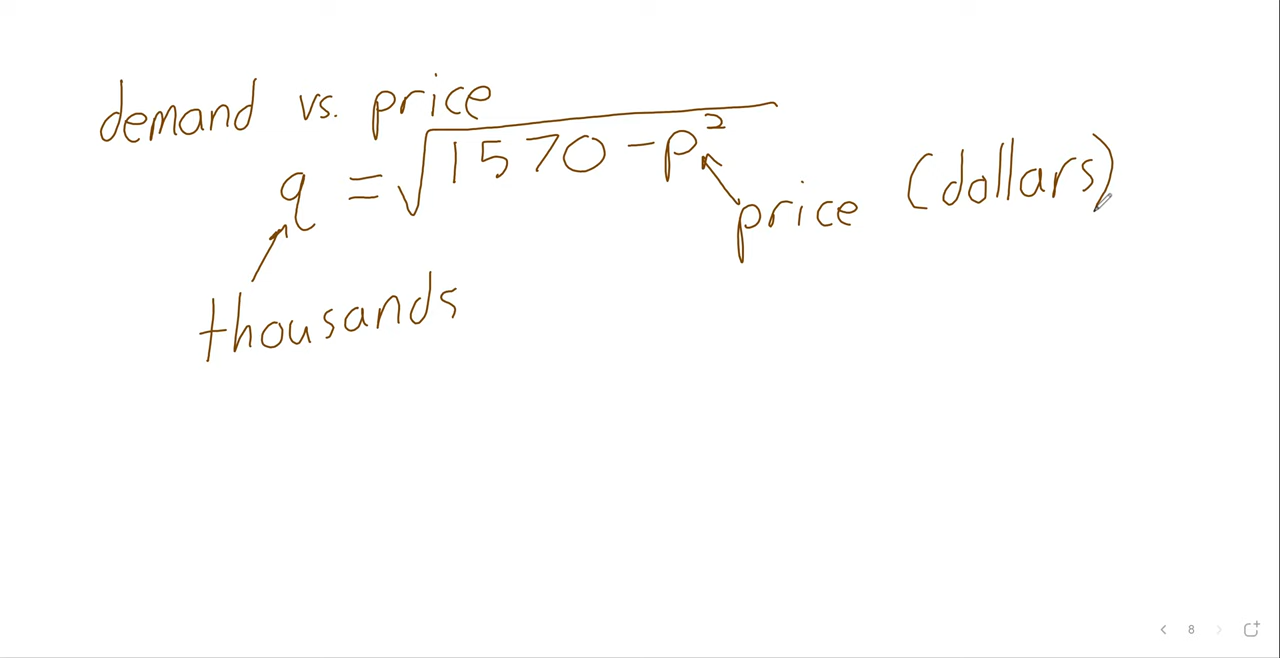 demand vs. price
q = √1570 - p²
price (dollars)
thousands
8